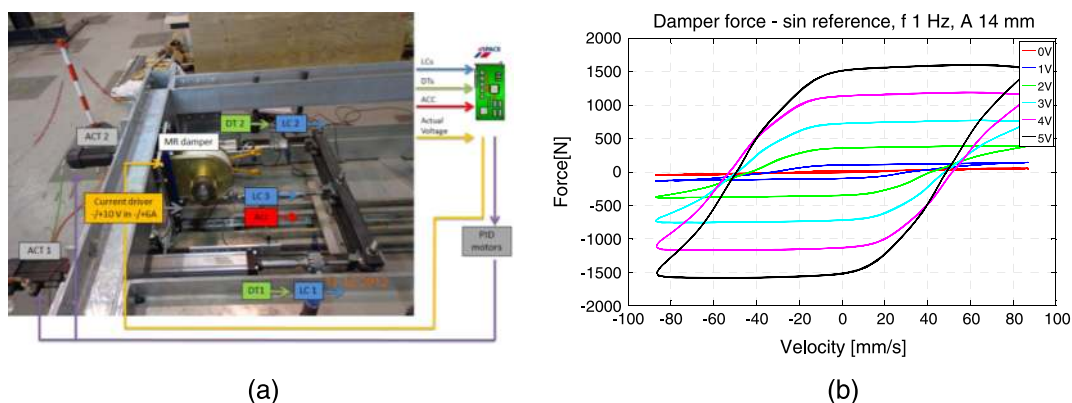 LCs
DTs
ACC
Actual
Voltage
dSPACE
ACT 2
MR damper
DT 2
LC 2
Current driver
-/+10 V in -/+6A
LC 3
Acc
ACT 1
DT1
LC 1
PID
motors
(a)
Damper force - sin reference, f 1 Hz, A 14 mm
Force[N]
2000
1500
1000
500
0
-500
-1000
-1500
-2000
0V
1V
2V
3V
4V
5V
-100
-80
-60
-40
-20
0
20
40
60
80
100
Velocity [mm/s]
(b)